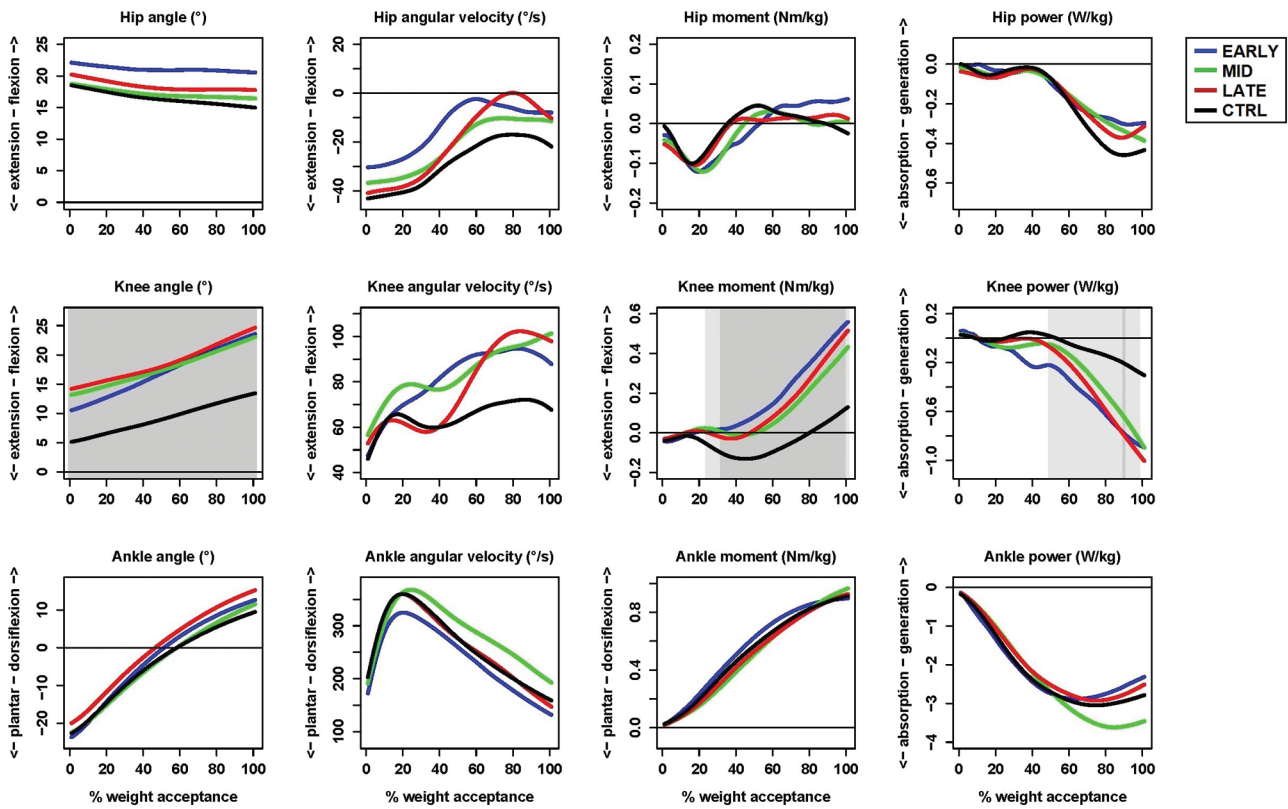 Hip angle (°)
Hip angular velocity (°/s)
Hip moment (Nm/kg)
Hip power (W/kg)
EARLY
MID
LATE
CTRL
<– extension – flexion –>
0 5 10 15 20 25
0 20 40 60 80 100
<– extension – flexion –>
−40 −20 0 20
0 20 40 60 80 100
<– extension – flexion –>
−0.2 −0.1 0.0 0.1 0.2
0 20 40 60 80 100
<– absorption – generation –>
−0.6 −0.4 −0.2 0.0
0 20 40 60 80 100
Knee angle (°)
Knee angular velocity (°/s)
Knee moment (Nm/kg)
Knee power (W/kg)
<– extension – flexion –>
0 5 10 15 20 25
0 20 40 60 80 100
<– extension – flexion –>
40 60 80 100
0 20 40 60 80 100
<– extension – flexion –>
−0.2 0.0 0.2 0.4 0.6
0 20 40 60 80 100
<– absorption – generation –>
−1.0 −0.6 −0.2 0.2
0 20 40 60 80 100
Ankle angle (°)
Ankle angular velocity (°/s)
Ankle moment (Nm/kg)
Ankle power (W/kg)
<– plantar – dorsiflexion –>
−20 −10 0 10
0 20 40 60 80 100
% weight acceptance
<– plantar – dorsiflexion –>
100 200 300
0 20 40 60 80 100
% weight acceptance
<– plantar – dorsiflexion –>
0.0 0.4 0.8
0 20 40 60 80 100
% weight acceptance
<– absorption – generation –>
−4 −3 −2 −1 0
0 20 40 60 80 100
% weight acceptance